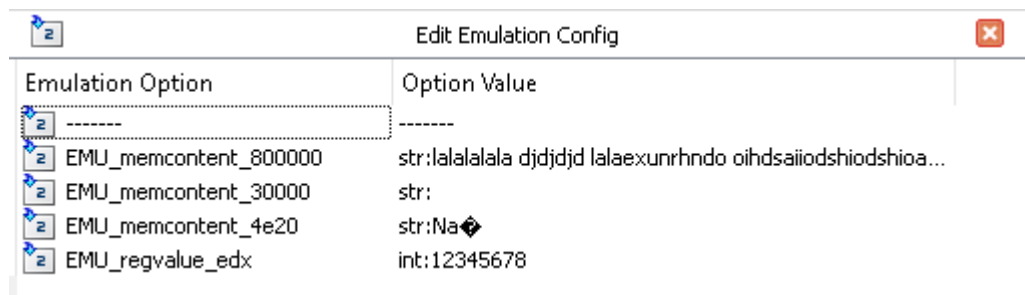 Edit Emulation Config
Emulation Option Option Value
------- -------
EMU_memcontent_800000 str:lalalalala djdjdjd lalaexunrhndo oihdsaiiodshiodshioa...
EMU_memcontent_30000 str:
EMU_memcontent_4e20 str:Na�
EMU_regvalue_edx int:12345678